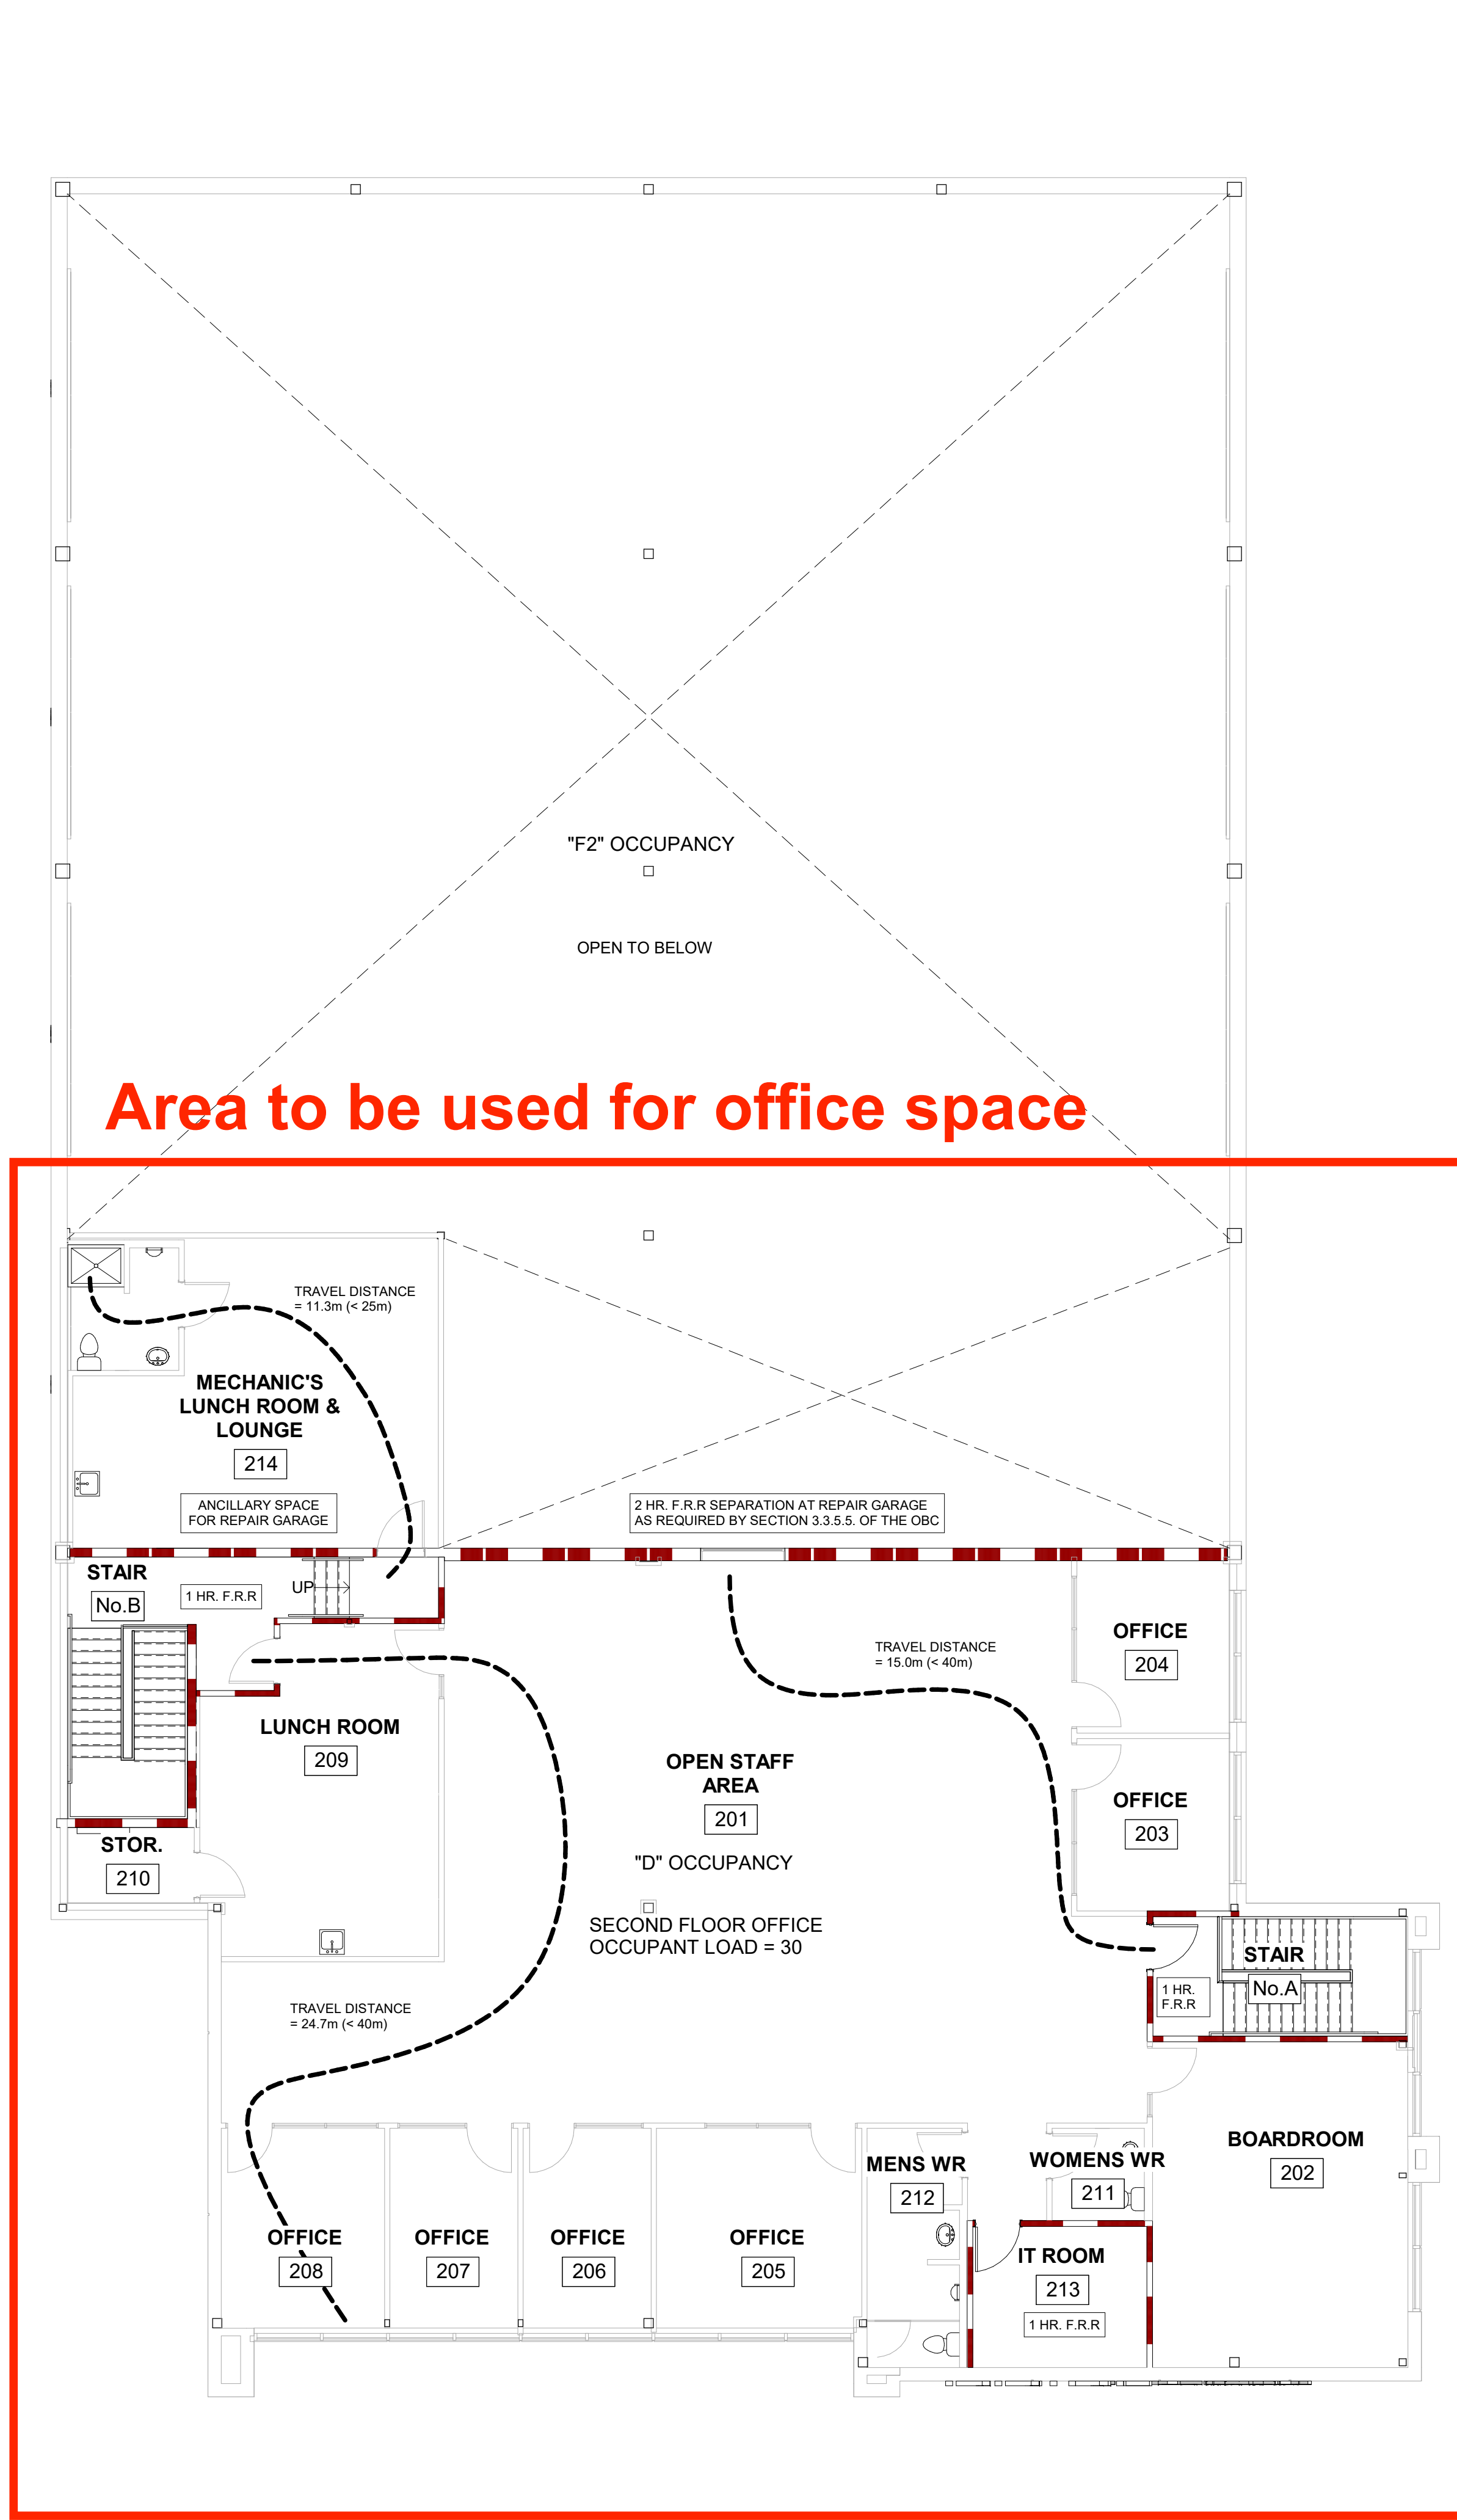 "F2" OCCUPANCY
OPEN TO BELOW
Area to be used for office space
TRAVEL DISTANCE
= 11.3m (< 25m)
MECHANIC'S
LUNCH ROOM &
LOUNGE
214
ANCILLARY SPACE
FOR REPAIR GARAGE
2 HR. F.R.R SEPARATION AT REPAIR GARAGE
AS REQUIRED BY SECTION 3.3.5.5. OF THE OBC
STAIR
No.B
1 HR. F.R.R
UP
OFFICE
204
TRAVEL DISTANCE
= 15.0m (< 40m)
LUNCH ROOM
209
OPEN STAFF
AREA
201
"D" OCCUPANCY
OFFICE
203
STOR.
210
SECOND FLOOR OFFICE
OCCUPANT LOAD = 30
STAIR
No.A
1 HR.
F.R.R
TRAVEL DISTANCE
= 24.7m (< 40m)
BOARDROOM
202
MENS WR
212
WOMENS WR
211
OFFICE
208
OFFICE
207
OFFICE
206
OFFICE
205
IT ROOM
213
1 HR. F.R.R